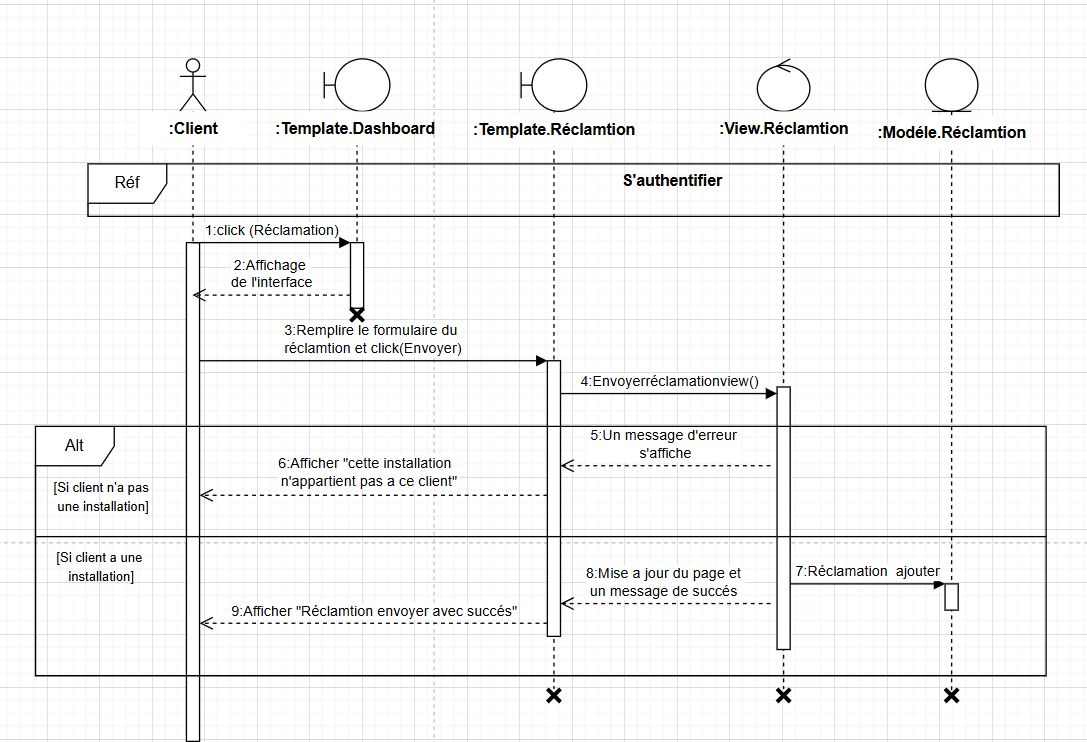 :Client
:Template.Dashboard
:Template.Réclamtion
:View.Réclamtion
:Modéle.Réclamtion
Réf
S'authentifier
1:click (Réclamation)
2:Affichage
de l'interface
3:Remplire le formulaire du
réclamtion et click(Envoyer)
4:Envoyerréclamationview()
Alt
5:Un message d'erreur
s'affiche
6:Afficher "cette installation
n'appartient pas a ce client"
[Si client n'a pas
une installation]
[Si client a une
installation]
7:Réclamation ajouter
8:Mise a jour du page et
un message de succés
9:Afficher "Réclamtion envoyer avec succés"